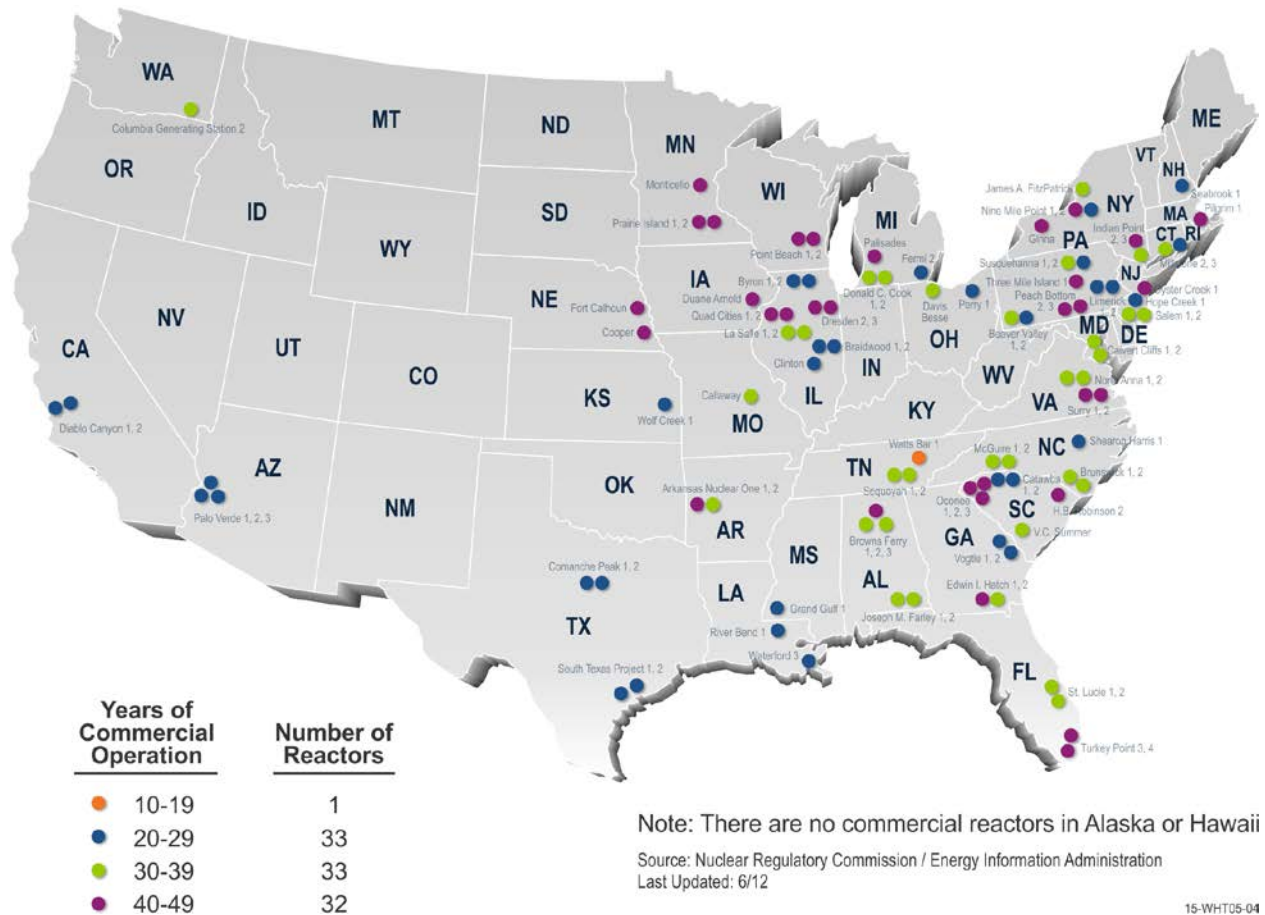 WA
Columbia Generating Station 2
OR
ID
MT
ND
MN
Monticello
Prairie Island 1, 2
SD
WY
NE
Fort Calhoun
Cooper
IA
Duane Arnold
WI
Point Beach 1, 2
MI
Palisades
Fermi 2
Donald C. Cook
1, 2
Davis
Besse
Perry 1
OH
Byron 1, 2
Quad Cities 1, 2
Dresden 2, 3
La Salle 1, 2
Braidwood 1, 2
Clinton
IL
IN
NV
UT
CO
CA
Diablo Canyon 1, 2
AZ
Palo Verde 1, 2, 3
NM
KS
Wolf Creek 1
MO
Callaway
OK
Arkansas Nuclear One 1, 2
AR
TX
Comanche Peak 1, 2
South Texas Project 1, 2
LA
River Bend 1
Waterford 3
MS
Grand Gulf 1
KY
WV
TN
Watts Bar 1
Sequoyah 1, 2
AL
Browns Ferry
1, 2, 3
Joseph M. Farley 1, 2
GA
Vogtle 1, 2
Edwin I. Hatch 1, 2
FL
St. Lucie 1, 2
Turkey Point 3, 4
SC
Oconee
1, 2, 3
Catawba
1, 2
H.B. Robinson 2
V.C. Summer
NC
McGuire 1, 2
Shearon Harris 1
Brunswick 1, 2
VA
North Anna 1, 2
Surry 1, 2
MD
Calvert Cliffs 1, 2
DE
Salem 1, 2
Hope Creek 1
NJ
Oyster Creek 1
PA
Susquehanna 1, 2
Three Mile Island 1
Peach Bottom
2, 3
Limerick
Beaver Valley
1, 2
NY
James A. FitzPatrick
Nine Mile Point 1, 2
Ginna
Indian Point
2, 3
CT
RI
Millstone 2, 3
MA
Pilgrim 1
VT
NH
Seabrook 1
ME
Years of
Commercial
Operation
Number of
Reactors
10-19 1
20-29 33
30-39 33
40-49 32
Note: There are no commercial reactors in Alaska or Hawaii
Source: Nuclear Regulatory Commission / Energy Information Administration
Last Updated: 6/12
15-WHT05-04